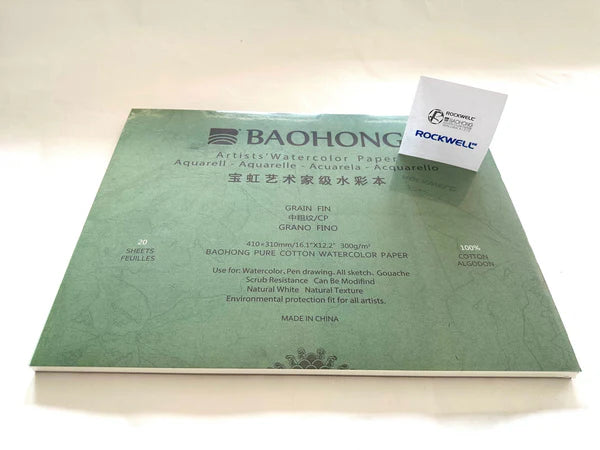 BAOHONG
Artists' Watercolor Paper
Aquarell - Aquarelle - Acuarela - Acquarello
宝虹艺术家级水彩本
GRAIN FIN
中粗纹/CP
GRANO FINO
410×310mm/16.1"X12.2" 300g/m²
BAOHONG PURE COTTON WATERCOLOR PAPER
20
SHEETS
FEUILLES
100%
COTTON
ALGODON
Use for: Watercolor. Pen drawing. All sketch. Gouache
Scrub Resistance Can Be Modifind
Natural White Natural Texture
Environmental protection fit for all artists.
MADE IN CHINA
ROCKWELL
BAOHONG
ROCKWELL